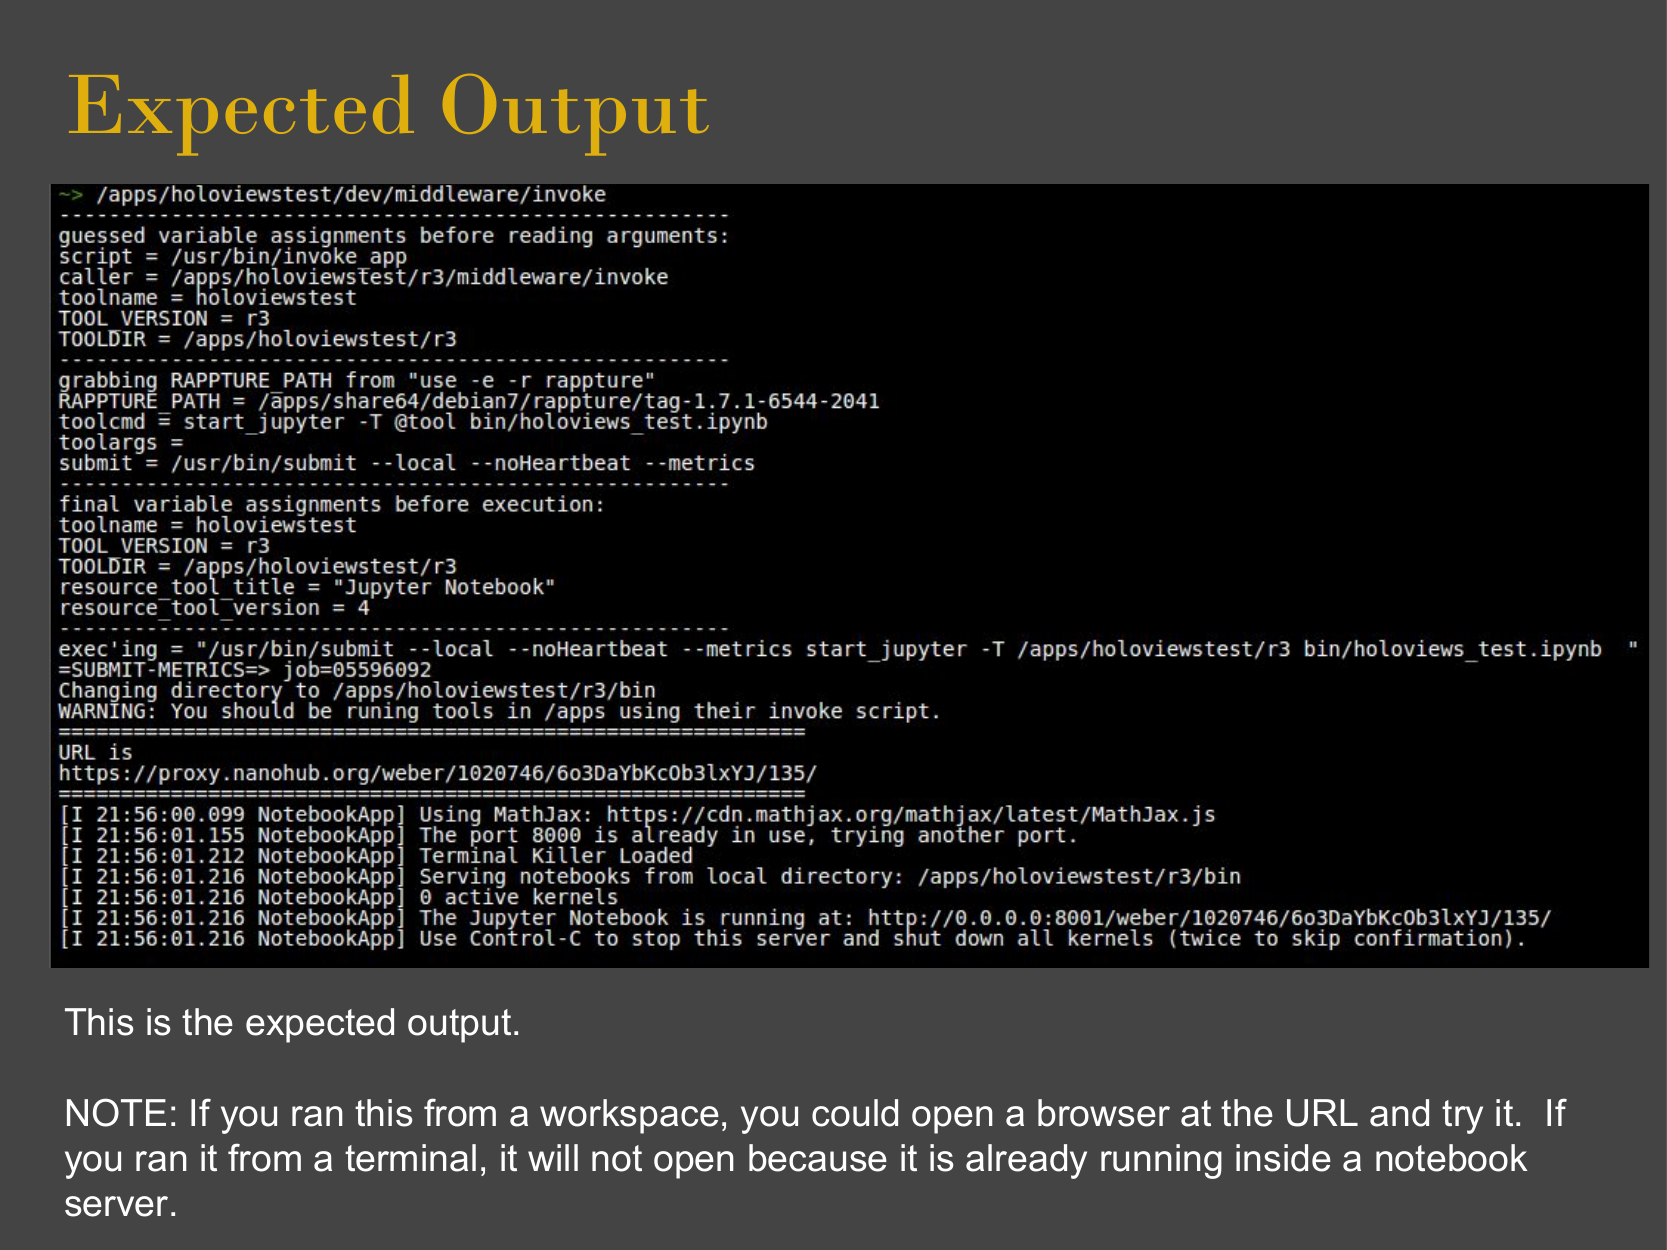 Expected Output
~> /apps/holoviewstest/dev/middleware/invoke
------------------------------------------------------
guessed variable assignments before reading arguments:
script = /usr/bin/invoke_app
caller = /apps/holoviewstest/r3/middleware/invoke
toolname = holoviewstest
TOOL_VERSION = r3
TOOLDIR = /apps/holoviewstest/r3
------------------------------------------------------
grabbing RAPPTURE_PATH from "use -e -r rappture"
RAPPTURE_PATH = /apps/share64/debian7/rappture/tag-1.7.1-6544-2041
toolcmd = start_jupyter -T @tool bin/holoviews_test.ipynb
toolargs =
submit = /usr/bin/submit --local --noHeartbeat --metrics
------------------------------------------------------
final variable assignments before execution:
toolname = holoviewstest
TOOL_VERSION = r3
TOOLDIR = /apps/holoviewstest/r3
resource_tool_title = "Jupyter Notebook"
resource_tool_version = 4
------------------------------------------------------
exec'ing = "/usr/bin/submit --local --noHeartbeat --metrics start_jupyter -T /apps/holoviewstest/r3 bin/holoviews_test.ipynb  "
=SUBMIT-METRICS=> job=05596092
Changing directory to /apps/holoviewstest/r3/bin
WARNING: You should be runing tools in /apps using their invoke script.
============================================================
URL is
https://proxy.nanohub.org/weber/1020746/6o3DaYbKcOb3lxYJ/135/
============================================================
[I 21:56:00.099 NotebookApp] Using MathJax: https://cdn.mathjax.org/mathjax/latest/MathJax.js
[I 21:56:01.155 NotebookApp] The port 8000 is already in use, trying another port.
[I 21:56:01.212 NotebookApp] Terminal Killer Loaded
[I 21:56:01.216 NotebookApp] Serving notebooks from local directory: /apps/holoviewstest/r3/bin
[I 21:56:01.216 NotebookApp] 0 active kernels
[I 21:56:01.216 NotebookApp] The Jupyter Notebook is running at: http://0.0.0.0:8001/weber/1020746/6o3DaYbKcOb3lxYJ/135/
[I 21:56:01.216 NotebookApp] Use Control-C to stop this server and shut down all kernels (twice to skip confirmation).
This is the expected output.
NOTE: If you ran this from a workspace, you could open a browser at the URL and try it.  If
you ran it from a terminal, it will not open because it is already running inside a notebook
server.